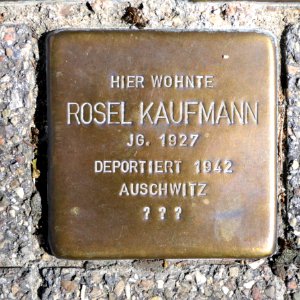 HIER WOHNTE
ROSEL KAUFMANN
JG. 1927
DEPORTIERT 1942
AUSCHWITZ
? ? ?